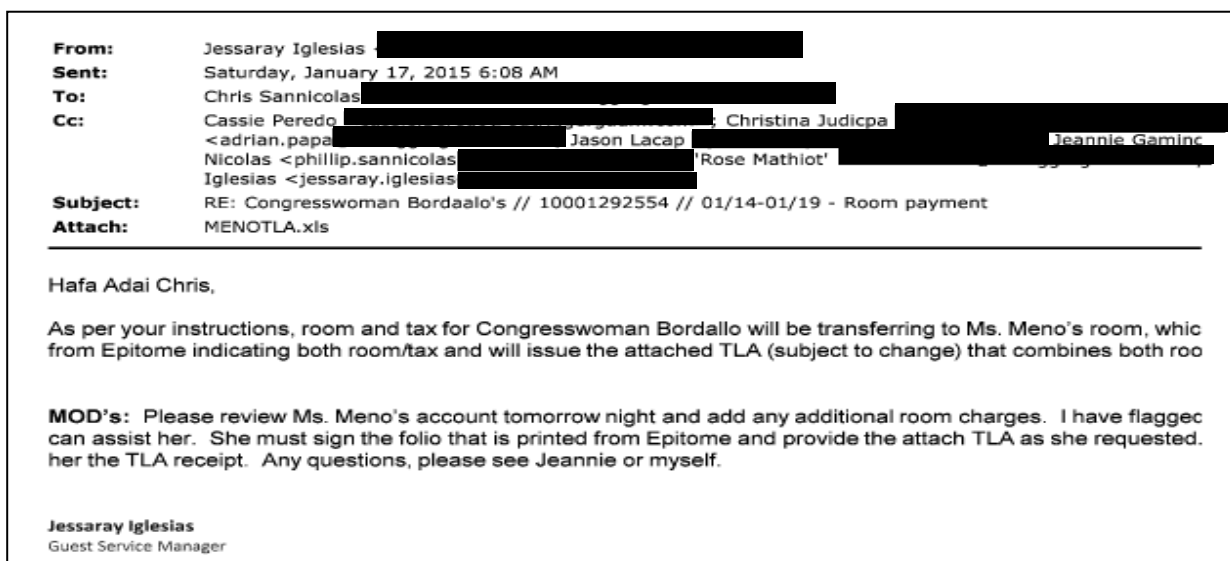 From: Jessaray Iglesias <
Sent: Saturday, January 17, 2015 6:08 AM
To: Chris Sannicolas
Cc: Cassie Peredo ; Christina Judicpa
<adrian.papa Jason Lacap Jeannie Gaminc
Nicolas <phillip.sannicolas 'Rose Mathiot'
Iglesias <jessaray.iglesias
Subject: RE: Congresswoman Bordaalo's // 10001292554 // 01/14-01/19 - Room payment
Attach: MENOTLA.xls
Hafa Adai Chris,
As per your instructions, room and tax for Congresswoman Bordallo will be transferring to Ms. Meno's room, whic
from Epitome indicating both room/tax and will issue the attached TLA (subject to change) that combines both roo
MOD's: Please review Ms. Meno's account tomorrow night and add any additional room charges. I have flagged
can assist her. She must sign the folio that is printed from Epitome and provide the attach TLA as she requested.
her the TLA receipt. Any questions, please see Jeannie or myself.
Jessaray Iglesias
Guest Service Manager